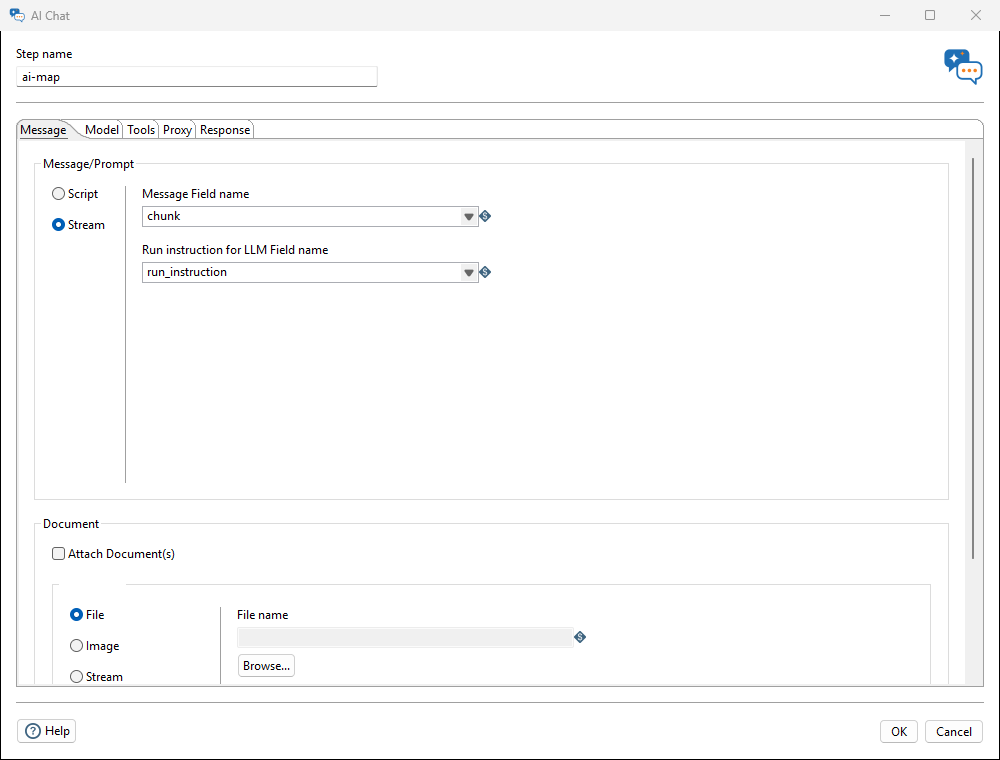 AI Chat
Step name
ai-map
Message Model Tools Proxy Response
Message/Prompt
Script
Message Field name
chunk
Stream
Run instruction for LLM Field name
run_instruction
Document
Attach Document(s)
File
File name
Image
Browse...
Stream
Help
OK
Cancel